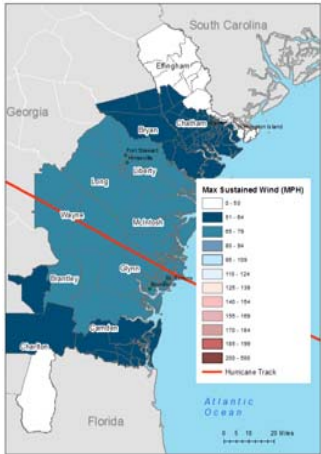 South Carolina
Effingham
Georgia
Chatham
Bryan
Fort Stewart
Hinesville
Liberty
Long
Max Sustained Wind (MPH)
0 - 50
51 - 64
65 - 79
80 - 94
95 - 109
110 - 124
125 - 139
140 - 154
155 - 169
170 - 184
185 - 199
200 - 500
Hurricane Track
Wayne
McIntosh
Glynn
Brantley
Camden
Charlton
Atlantic
Ocean
Florida
0 5 10 20 Miles